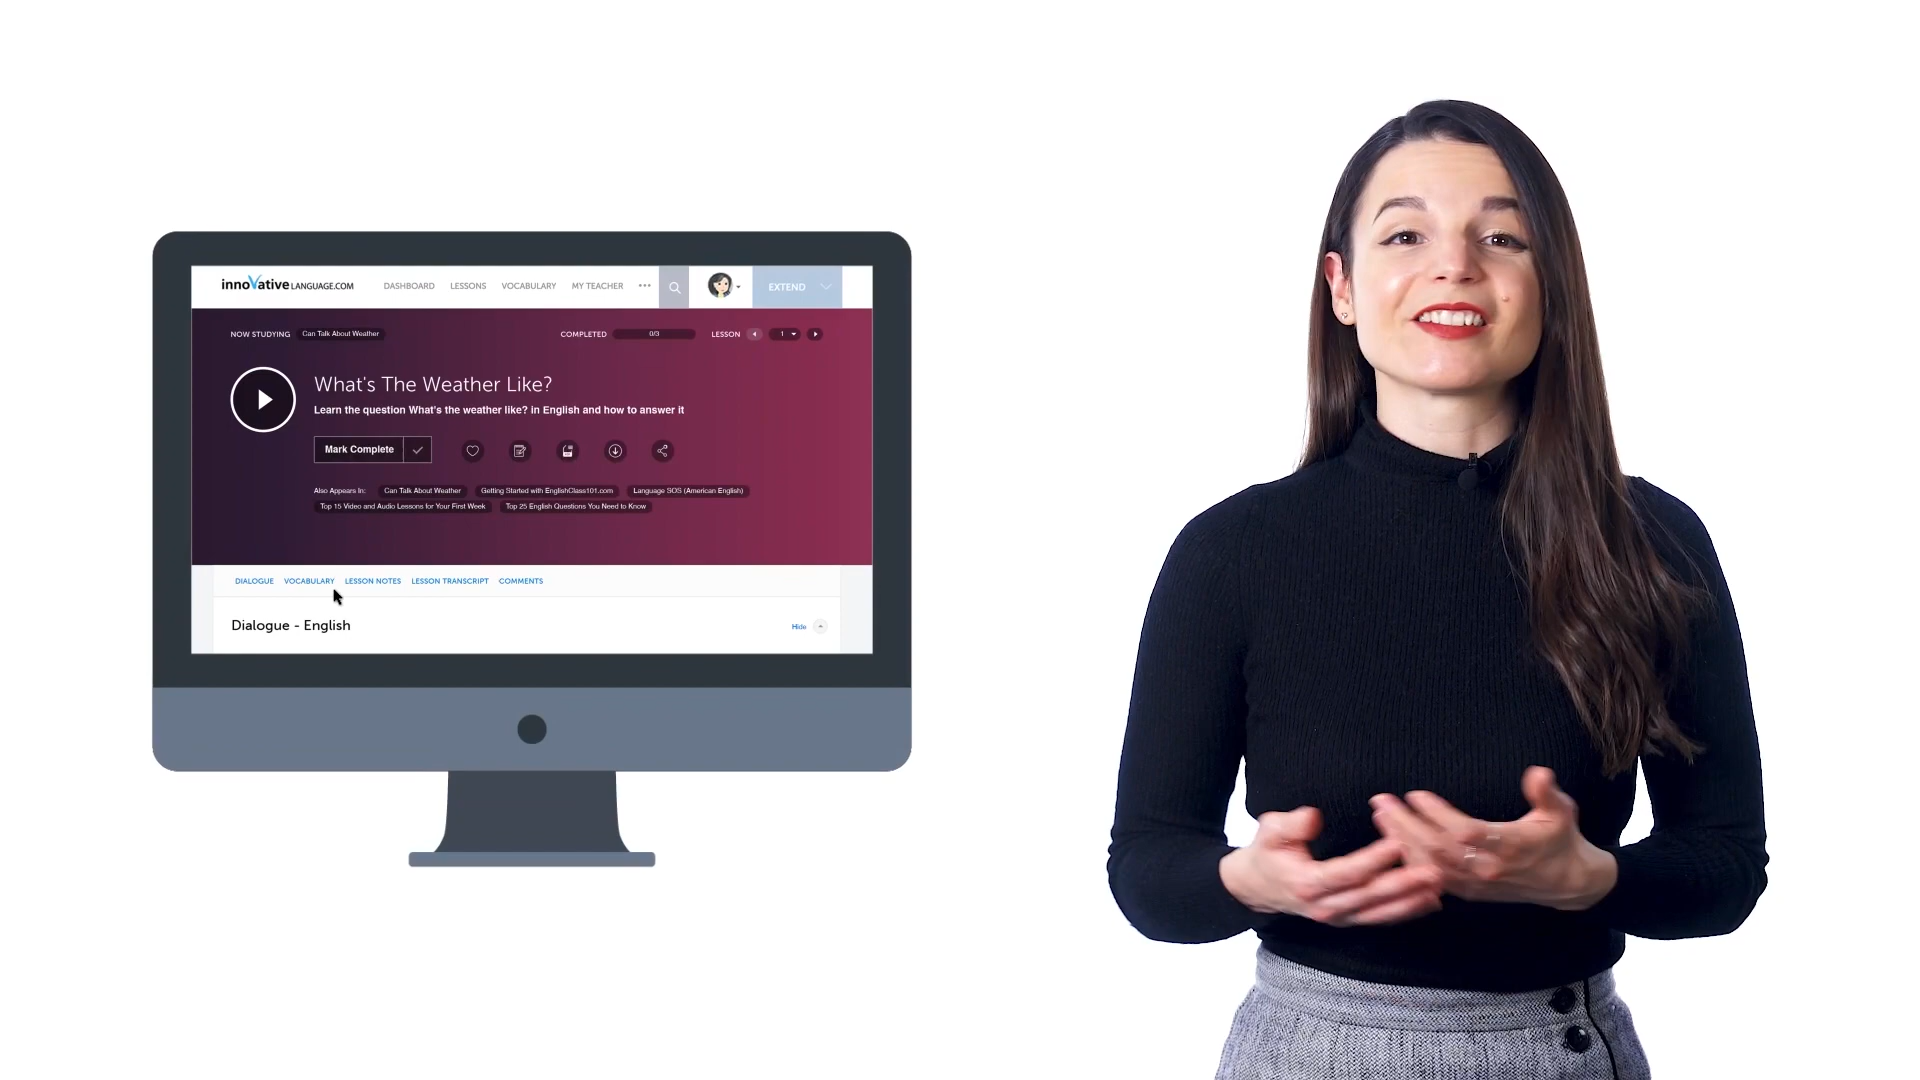 innoVative LANGUAGE.COM DASHBOARD LESSONS VOCABULARY MY TEACHER ••• EXTEND
NOW STUDYING Can Talk About Weather COMPLETED 0/3 LESSON 1
What's The Weather Like?
Learn the question What's the weather like? in English and how to answer it
Mark Complete
Also Appears In: Can Talk About Weather Getting Started with EnglishClass101.com Language SOS (American English)
Top 15 Video and Audio Lessons for Your First Week Top 25 English Questions You Need to Know
DIALOGUE VOCABULARY LESSON NOTES LESSON TRANSCRIPT COMMENTS
Dialogue - English Hide